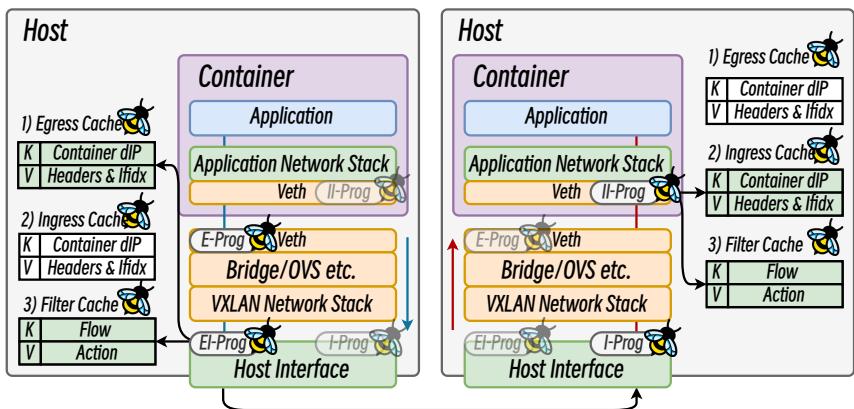 Host
Container
Application
1) Egress Cache
K Container dIP
V Headers & Ifidx
Application Network Stack
Veth II-Prog
2) Ingress Cache
K Container dIP
V Headers & Ifidx
E-Prog Veth
Bridge/OVS etc.
VXLAN Network Stack
3) Filter Cache
K Flow
V Action
EI-Prog I-Prog
Host Interface
Host
Container
Application
Application Network Stack
Veth II-Prog
E-Prog Veth
Bridge/OVS etc.
VXLAN Network Stack
EI-Prog I-Prog
Host Interface
1) Egress Cache
K Container dIP
V Headers & Ifidx
2) Ingress Cache
K Container dIP
V Headers & Ifidx
3) Filter Cache
K Flow
V Action